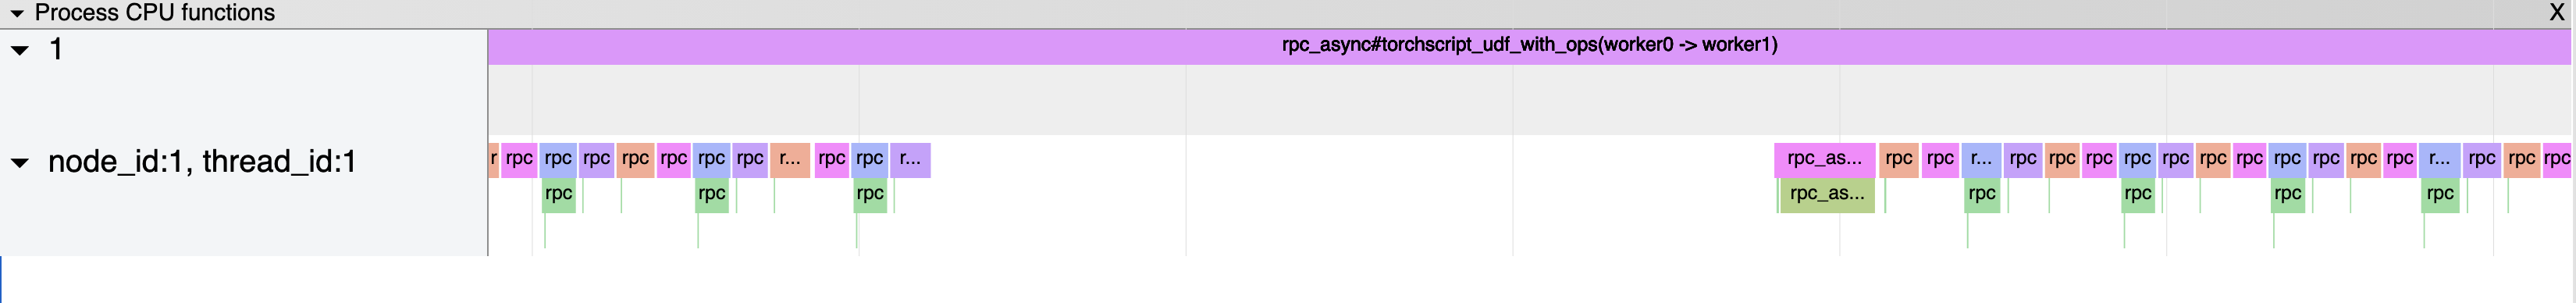 Process CPU functions X
1 rpc_async#torchscript_udf_with_ops(worker0 -> worker1)
node_id:1, thread_id:1 r rpc rpc rpc rpc rpc rpc rpc r... rpc rpc r... rpc_as... rpc rpc r... rpc rpc rpc rpc rpc rpc rpc rpc rpc rpc rpc r... rpc rpc rpc
rpc rpc rpc rpc_as... rpc rpc rpc rpc